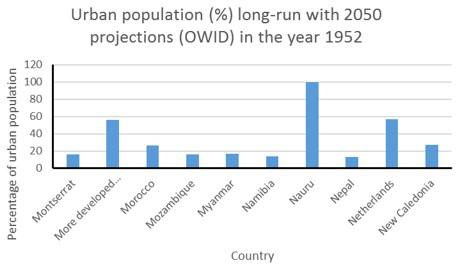 Urban population (%) long-run with 2050
projections (OWID) in the year 1952
Percentage of urban population
120
100
80
60
40
20
0
Montserrat
More developed...
Morocco
Mozambique
Myanmar
Namibia
Nauru
Nepal
Netherlands
New Caledonia
Country